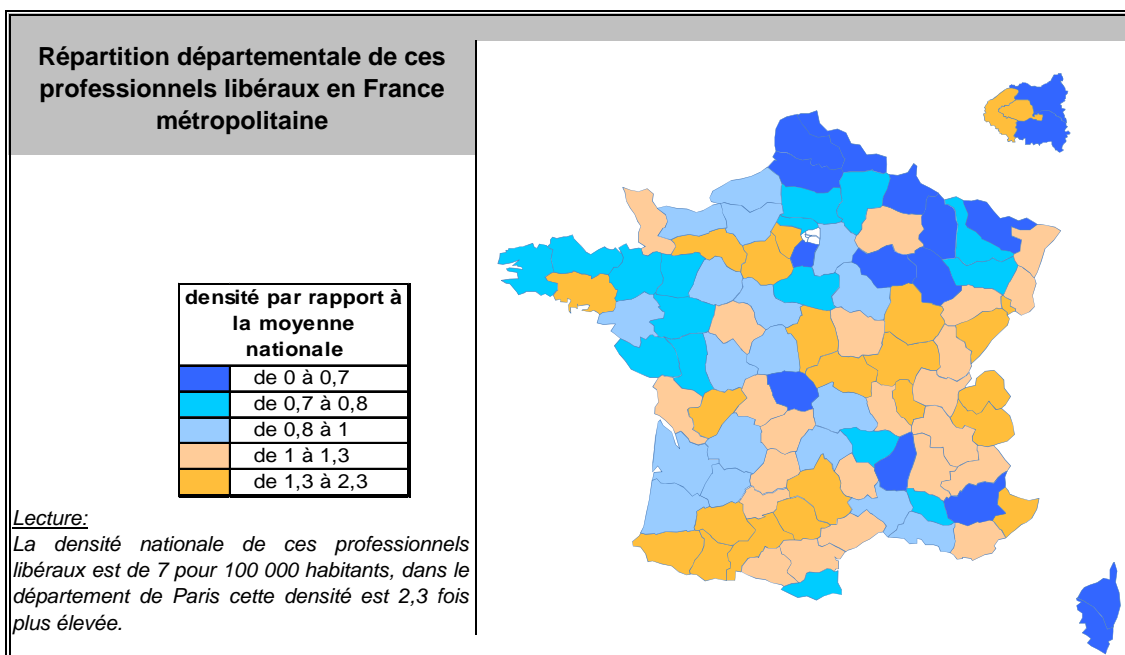 Répartition départementale de ces
professionnels libéraux en France
métropolitaine
densité par rapport à
la moyenne
nationale
de 0 à 0,7
de 0,7 à 0,8
de 0,8 à 1
de 1 à 1,3
de 1,3 à 2,3
Lecture:
La densité nationale de ces professionnels
libéraux est de 7 pour 100 000 habitants, dans le
département de Paris cette densité est 2,3 fois
plus élevée.